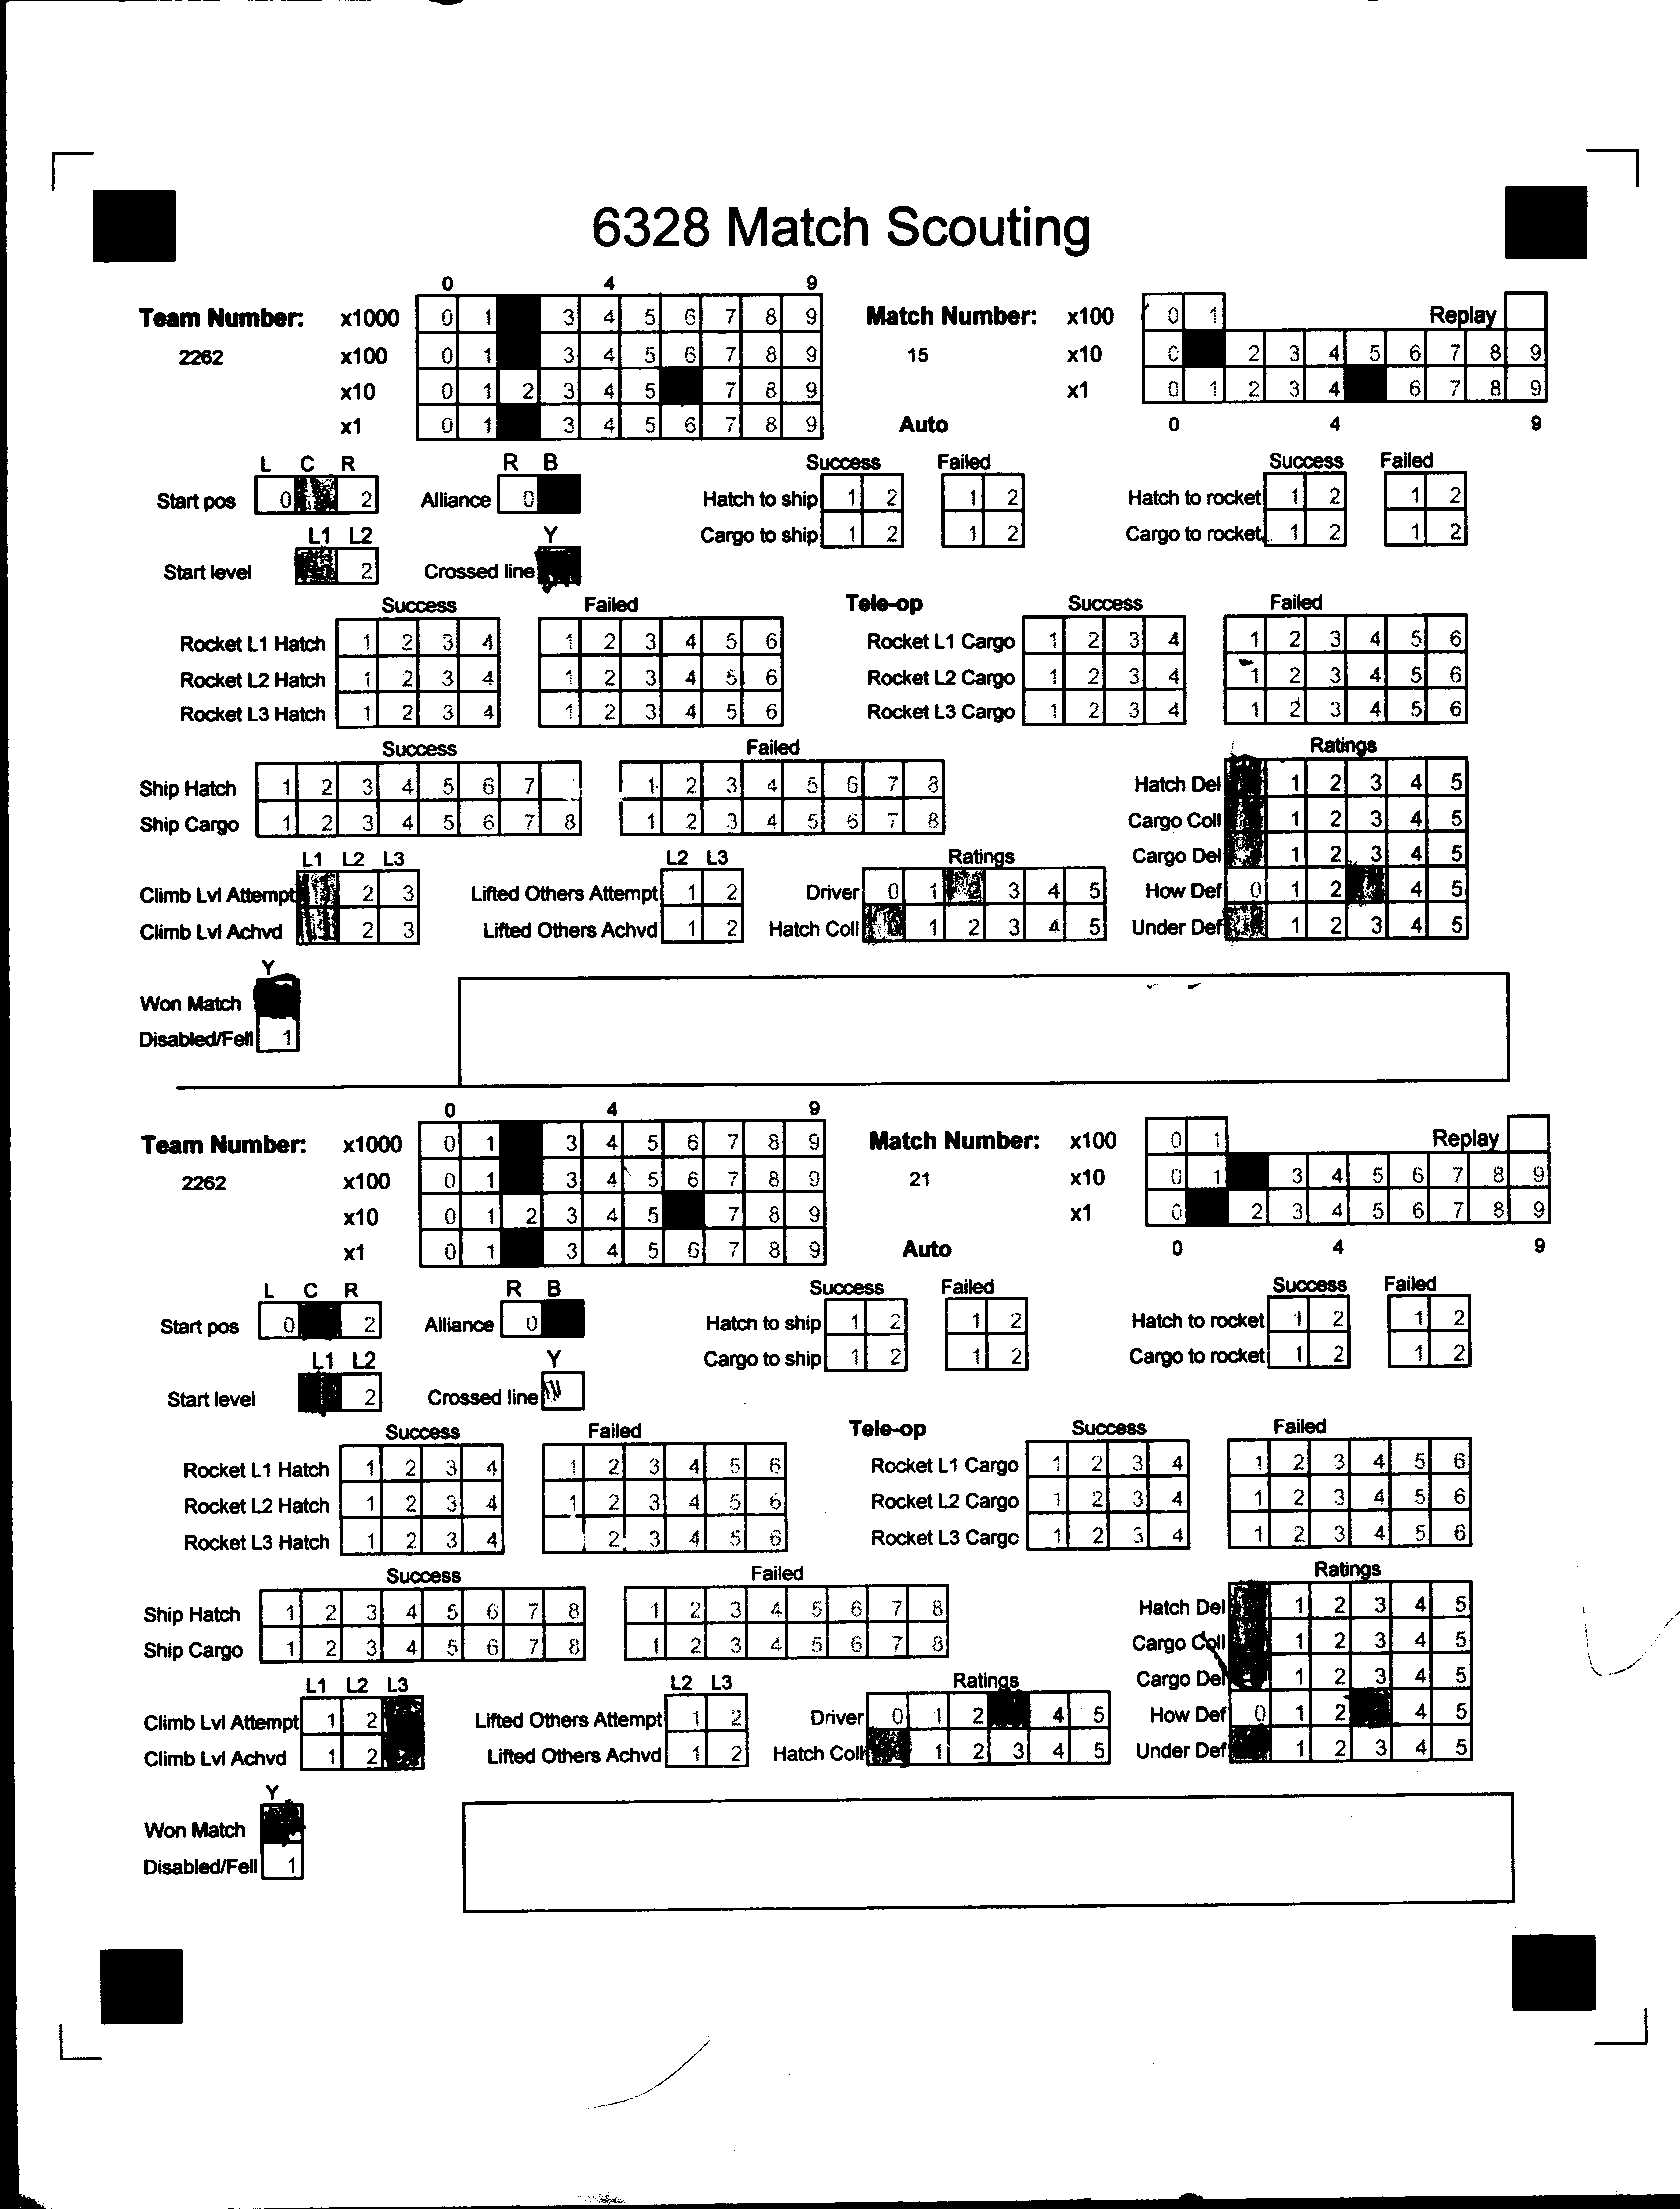 6328 Match Scouting
0 4 9
Team Number: x1000 0 1 3 4 5 6 7 8 9 Match Number: x100 0 1 Replay
2262 x100 0 1 3 4 5 6 7 8 9 15 x10 0 2 3 4 5 6 7 8 9
x10 0 1 2 3 4 5 7 8 9 x1 0 1 2 3 4 6 7 8 9
x1 0 1 3 4 5 6 7 8 9 Auto 0 4 9
L C R R B Success Failed Success Failed
Start pos 0 2 Alliance 0 Hatch to ship 1 2 1 2 Hatch to rocket 1 2 1 2
L1 L2 Y Cargo to ship 1 2 1 2 Cargo to rocket 1 2 1 2
Start level 2 Crossed line
Success Failed Tele-op Success Failed
Rocket L1 Hatch 1 2 3 4 1 2 3 4 5 6 Rocket L1 Cargo 1 2 3 4 1 2 3 4 5 6
Rocket L2 Hatch 1 2 3 4 1 2 3 4 5 6 Rocket L2 Cargo 1 2 3 4 1 2 3 4 5 6
Rocket L3 Hatch 1 2 3 4 1 2 3 4 5 6 Rocket L3 Cargo 1 2 3 4 1 2 3 4 5 6
Success Failed Ratings
Ship Hatch 1 2 3 4 5 6 7 1 2 3 4 5 6 7 8 Hatch Del 1 2 3 4 5
Ship Cargo 1 2 3 4 5 6 7 8 1 2 3 4 5 6 7 8 Cargo Coll 1 2 3 4 5
L1 L2 L3 L2 L3 Ratings Cargo Del 1 2 3 4 5
Climb Lvl Attempt 2 3 Lifted Others Attempt 1 2 Driver 0 1 3 4 5 How Def 0 1 2 4 5
Climb Lvl Achvd 2 3 Lifted Others Achvd 1 2 Hatch Coll 1 2 3 4 5 Under Def 1 2 3 4 5
Y
Won Match
Disabled/Fell 1
0 4 9
Team Number: x1000 0 1 3 4 5 6 7 8 9 Match Number: x100 0 1 Replay
2262 x100 0 1 3 4 5 6 7 8 9 21 x10 0 1 3 4 5 6 7 8 9
x10 0 1 2 3 4 5 7 8 9 x1 0 2 3 4 5 6 7 8 9
x1 0 1 3 4 5 6 7 8 9 Auto 0 4 9
L C R R B Success Failed Success Failed
Start pos 0 2 Alliance 0 Hatch to ship 1 2 1 2 Hatch to rocket 1 2 1 2
L1 L2 Y Cargo to ship 1 2 1 2 Cargo to rocket 1 2 1 2
Start level 2 Crossed line
Success Failed Tele-op Success Failed
Rocket L1 Hatch 1 2 3 4 1 2 3 4 5 6 Rocket L1 Cargo 1 2 3 4 1 2 3 4 5 6
Rocket L2 Hatch 1 2 3 4 1 2 3 4 5 6 Rocket L2 Cargo 1 2 3 4 1 2 3 4 5 6
Rocket L3 Hatch 1 2 3 4 2 3 4 5 6 Rocket L3 Cargo 1 2 3 4 1 2 3 4 5 6
Success Failed Ratings
Ship Hatch 1 2 3 4 5 6 7 8 1 2 3 4 5 6 7 8 Hatch Del 1 2 3 4 5
Ship Cargo 1 2 3 4 5 6 7 8 1 2 3 4 5 6 7 8 Cargo Coll 1 2 3 4 5
L1 L2 L3 L2 L3 Ratings Cargo Del 1 2 3 4 5
Climb Lvl Attempt 1 2 Lifted Others Attempt 1 2 Driver 0 1 2 4 5 How Def 0 1 2 4 5
Climb Lvl Achvd 1 2 Lifted Others Achvd 1 2 Hatch Coll 1 2 3 4 5 Under Def 1 2 3 4 5
Y
Won Match
Disabled/Fell 1